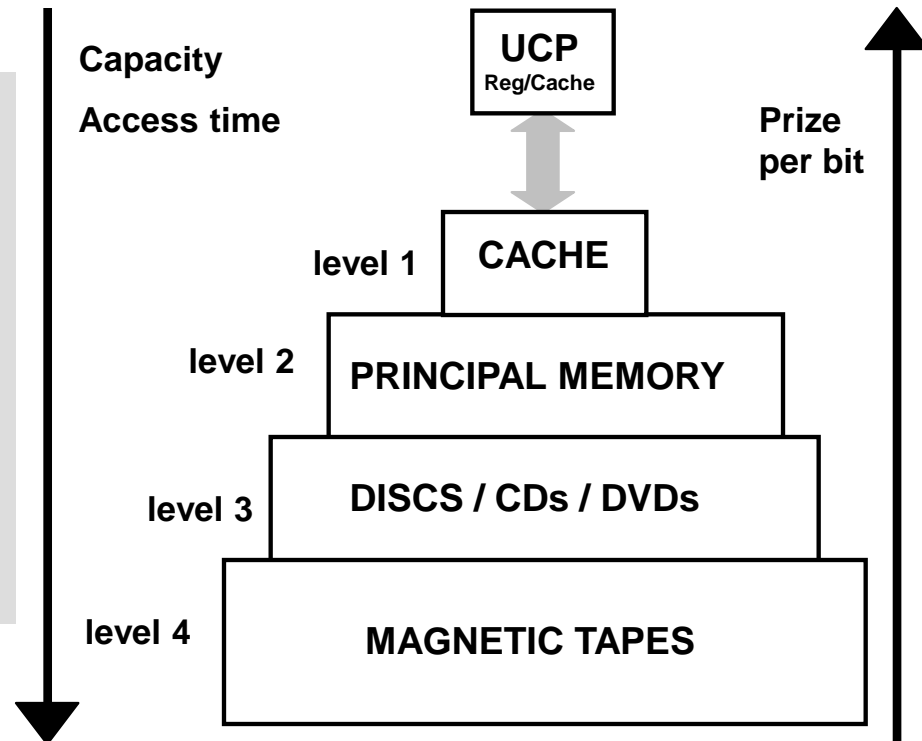 Capacity
Access time
UCP
Reg/Cache
Prize
per bit
level 1
CACHE
level 2
PRINCIPAL MEMORY
level 3
DISCS / CDs / DVDs
level 4
MAGNETIC TAPES